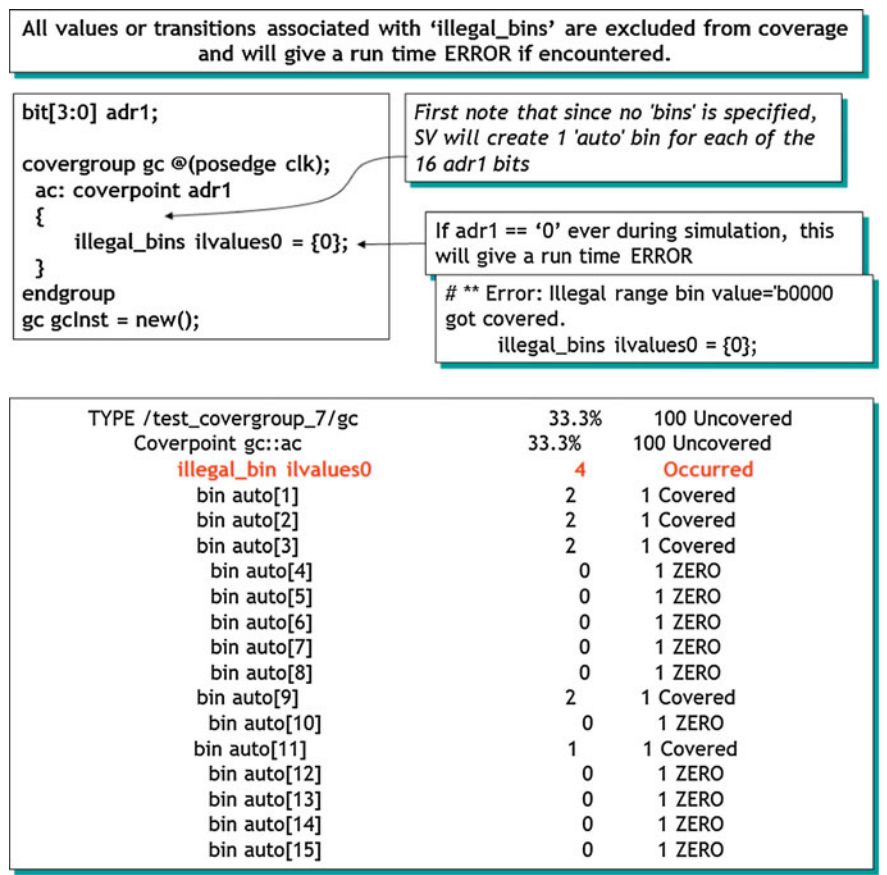 All values or transitions associated with ‘illegal_bins’ are excluded from coverage
and will give a run time ERROR if encountered.
bit[3:0] adr1;
covergroup gc @(posedge clk);
ac: coverpoint adr1
{
illegal_bins ilvalues0 = {0};
}
endgroup
gc gcInst = new();
First note that since no 'bins' is specified,
SV will create 1 'auto' bin for each of the
16 adr1 bits
If adr1 == ‘0’ ever during simulation, this
will give a run time ERROR
# ** Error: Illegal range bin value='b0000
got covered.
illegal_bins ilvalues0 = {0};
TYPE /test_covergroup_7/gc 33.3% 100 Uncovered
Coverpoint gc::ac 33.3% 100 Uncovered
illegal_bin ilvalues0 4 Occurred
bin auto[1] 2 1 Covered
bin auto[2] 2 1 Covered
bin auto[3] 2 1 Covered
bin auto[4] 0 1 ZERO
bin auto[5] 0 1 ZERO
bin auto[6] 0 1 ZERO
bin auto[7] 0 1 ZERO
bin auto[8] 0 1 ZERO
bin auto[9] 2 1 Covered
bin auto[10] 0 1 ZERO
bin auto[11] 1 1 Covered
bin auto[12] 0 1 ZERO
bin auto[13] 0 1 ZERO
bin auto[14] 0 1 ZERO
bin auto[15] 0 1 ZERO